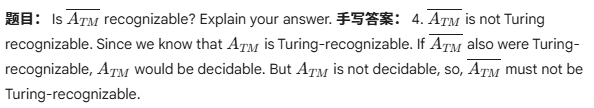 题目： Is $\overline{A_{TM}}$ recognizable? Explain your answer. 手写答案： 4. $\overline{A_{TM}}$ is not Turing
recognizable. Since we know that $A_{TM}$ is Turing-recognizable. If $\overline{A_{TM}}$ also were Turing-
recognizable, $A_{TM}$ would be decidable. But $A_{TM}$ is not decidable, so, $\overline{A_{TM}}$ must not be
Turing-recognizable.